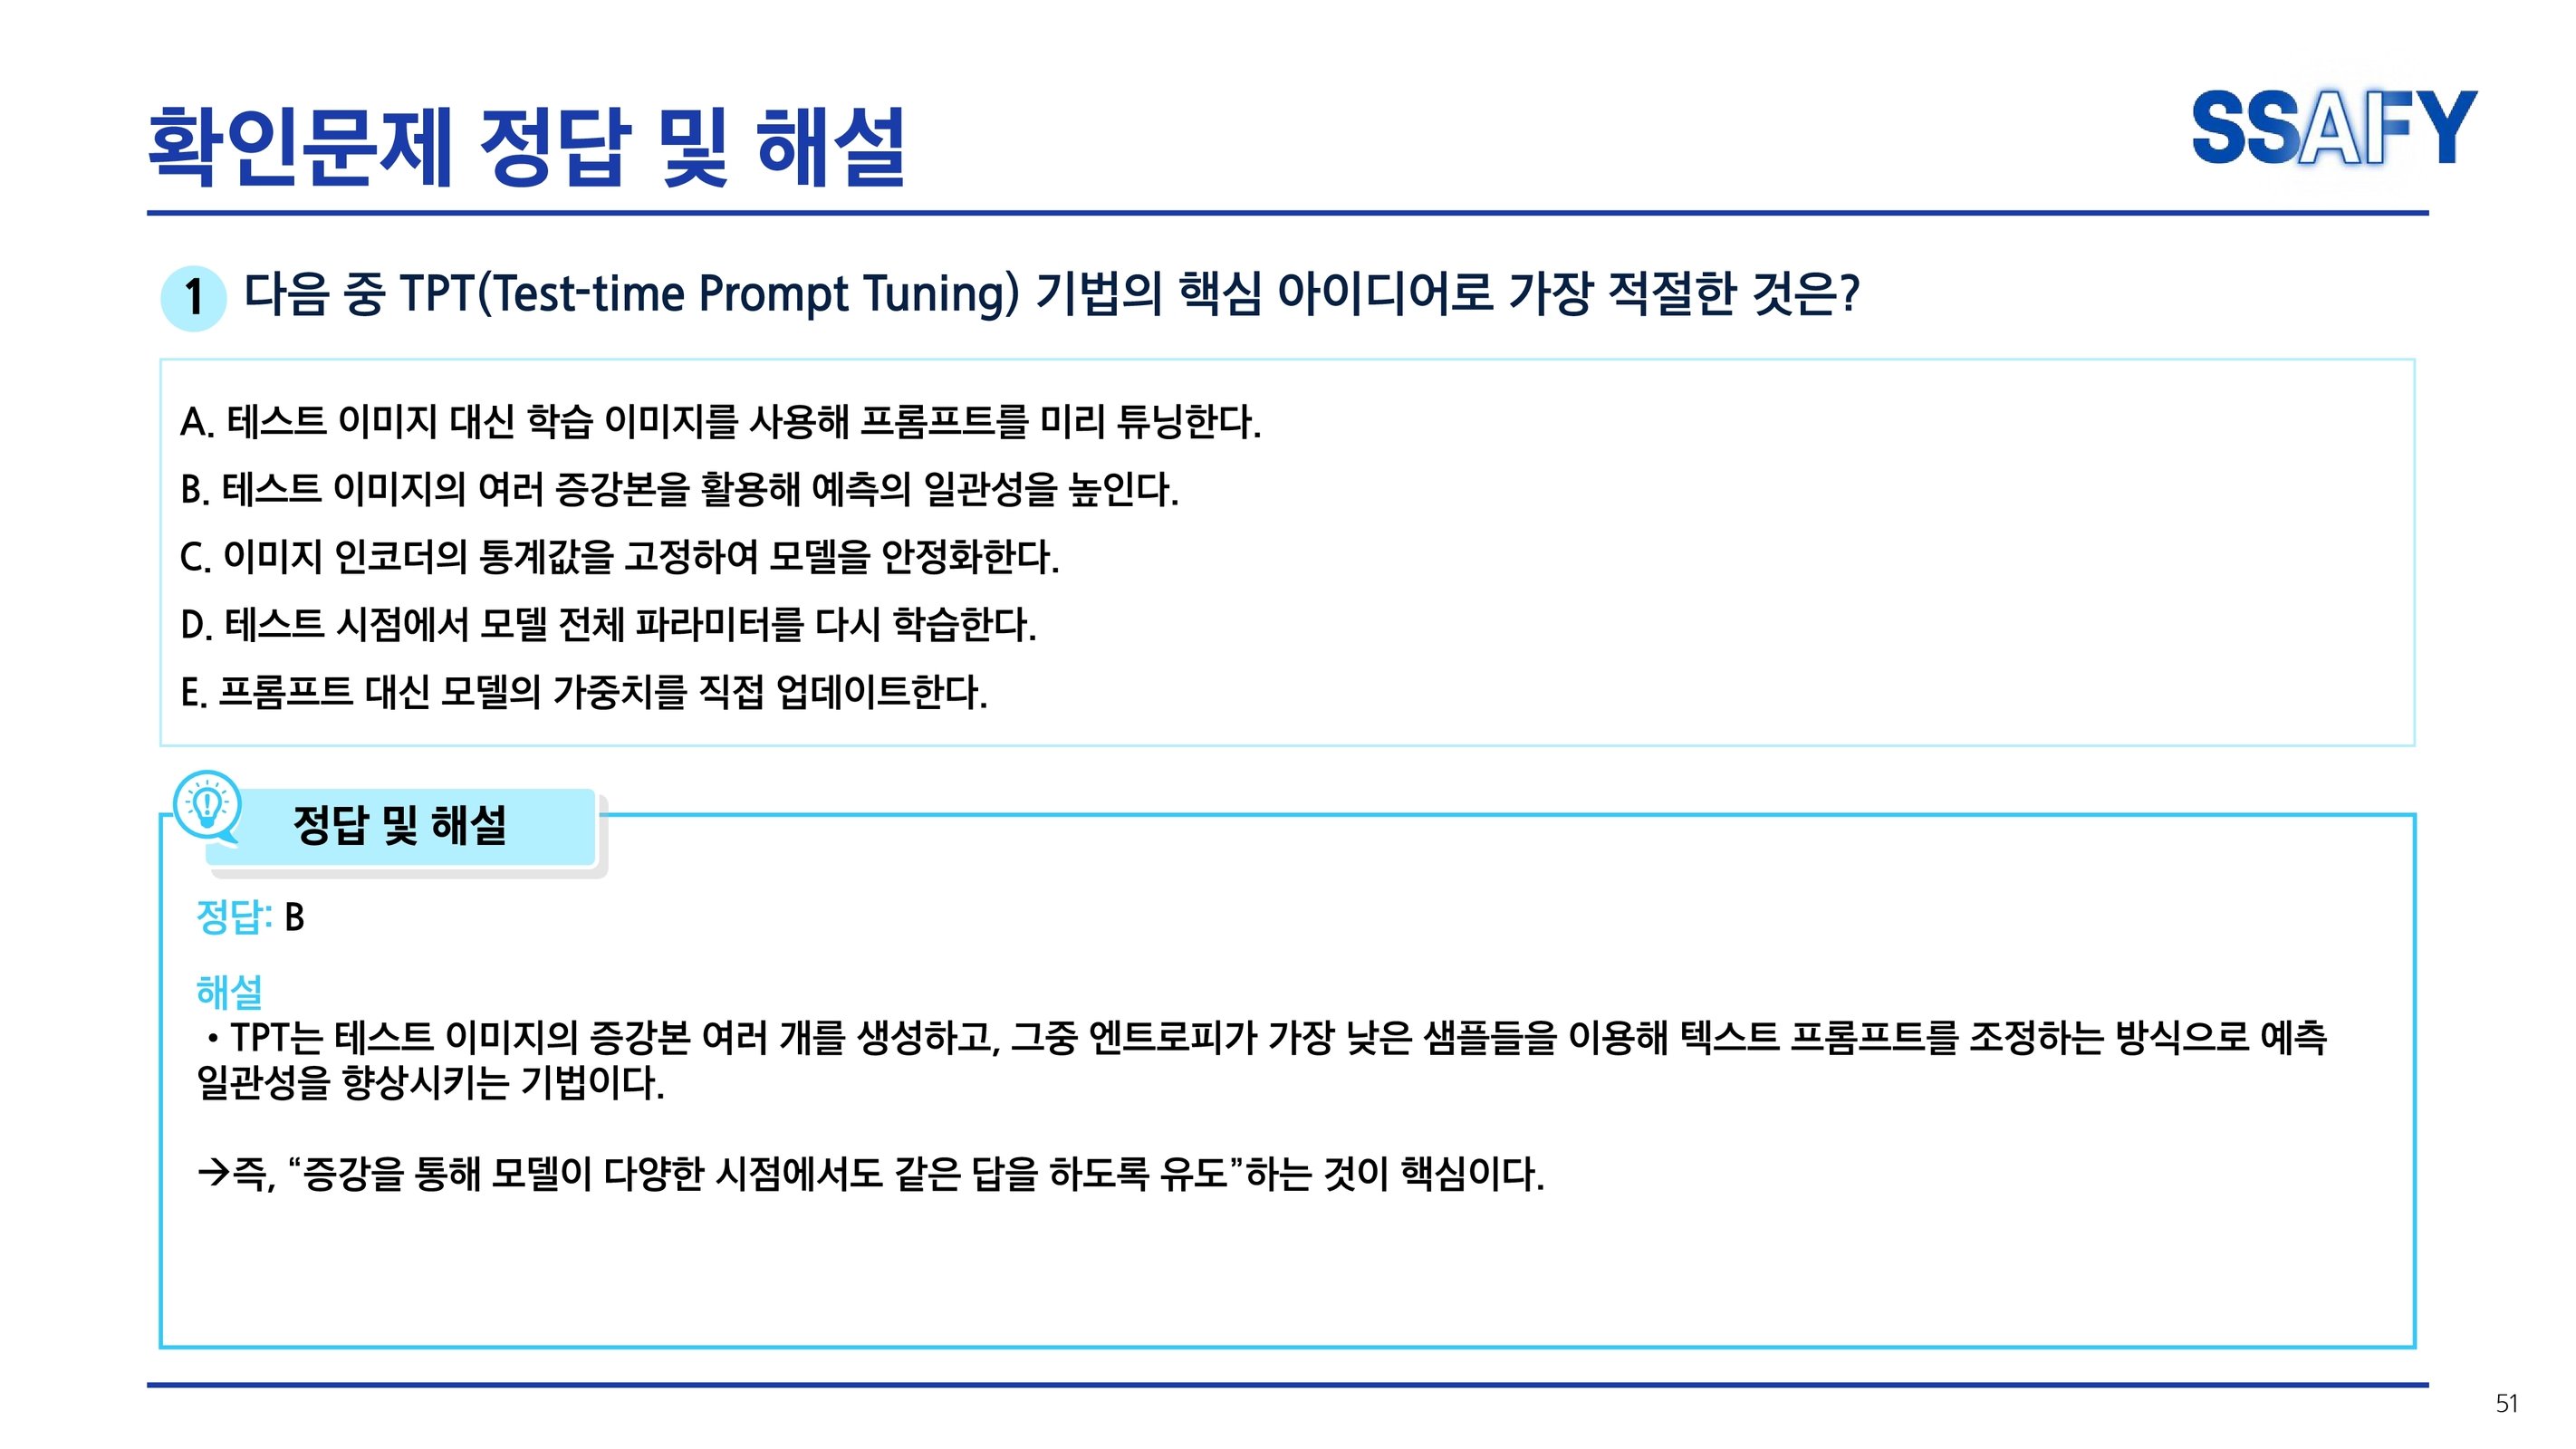 확인문제 정답 및 해설
SSAFY
1 다음 중 TPT(Test-time Prompt Tuning) 기법의 핵심 아이디어로 가장 적절한 것은?
A. 테스트 이미지 대신 학습 이미지를 사용해 프롬프트를 미리 튜닝한다.
B. 테스트 이미지의 여러 증강본을 활용해 예측의 일관성을 높인다.
C. 이미지 인코더의 통계값을 고정하여 모델을 안정화한다.
D. 테스트 시점에서 모델 전체 파라미터를 다시 학습한다.
E. 프롬프트 대신 모델의 가중치를 직접 업데이트한다.
정답 및 해설
정답: B
해설
• TPT는 테스트 이미지의 증강본 여러 개를 생성하고, 그중 엔트로피가 가장 낮은 샘플들을 이용해 텍스트 프롬프트를 조정하는 방식으로 예측
일관성을 향상시키는 기법이다.
→즉, “증강을 통해 모델이 다양한 시점에서도 같은 답을 하도록 유도”하는 것이 핵심이다.
51